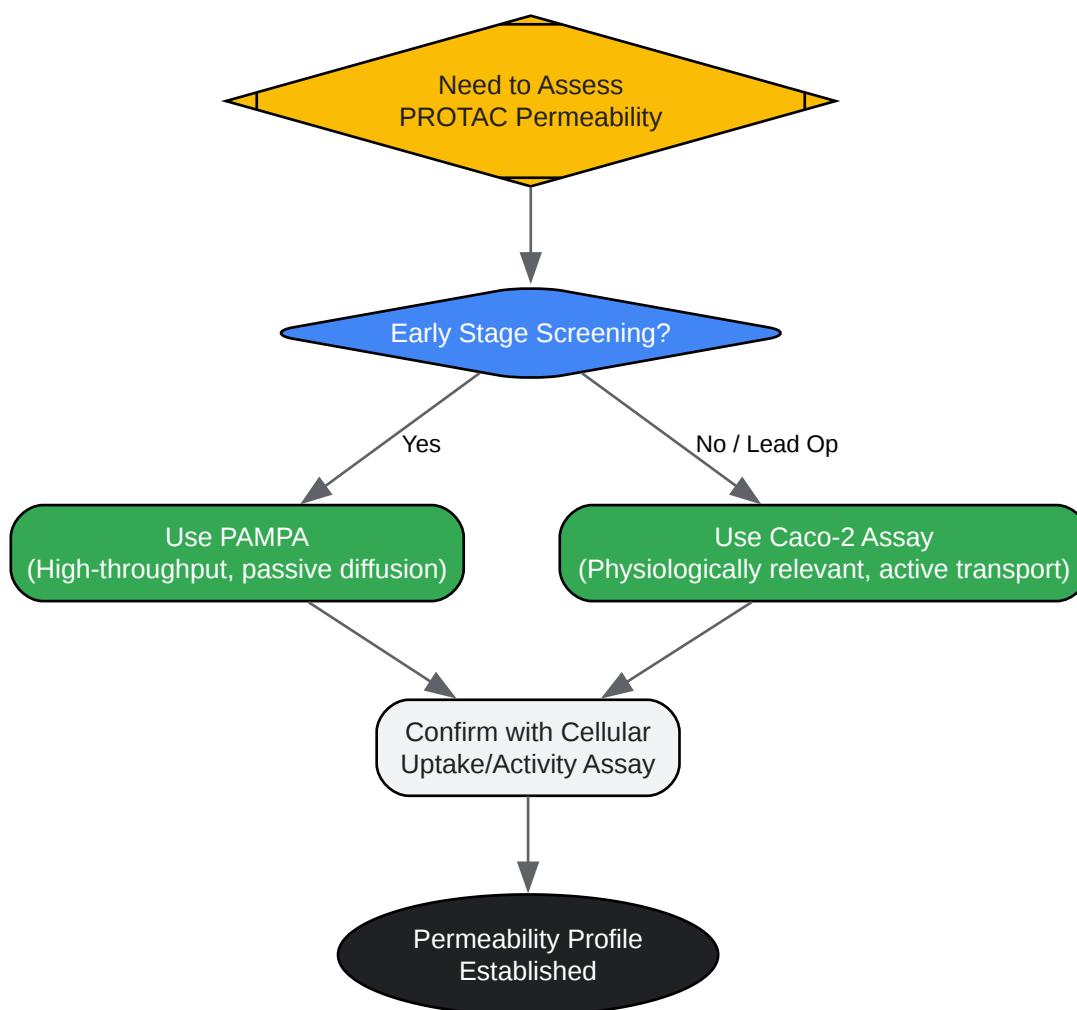 Need to Assess
PROTAC Permeability
Early Stage Screening?
Yes
No / Lead Op
Use PAMPA
(High-throughput, passive diffusion)
Use Caco-2 Assay
(Physiologically relevant, active transport)
Confirm with Cellular
Uptake/Activity Assay
Permeability Profile
Established